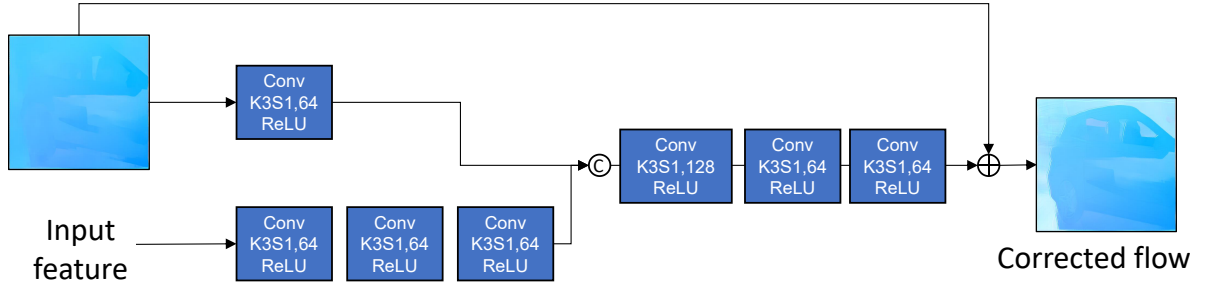 Conv
K3S1,64
ReLU
Conv
K3S1,64
ReLU
Conv
K3S1,64
ReLU
Conv
K3S1,64
ReLU
C
Conv
K3S1,128
ReLU
Conv
K3S1,64
ReLU
Conv
K3S1,64
ReLU
Input
feature
Corrected flow